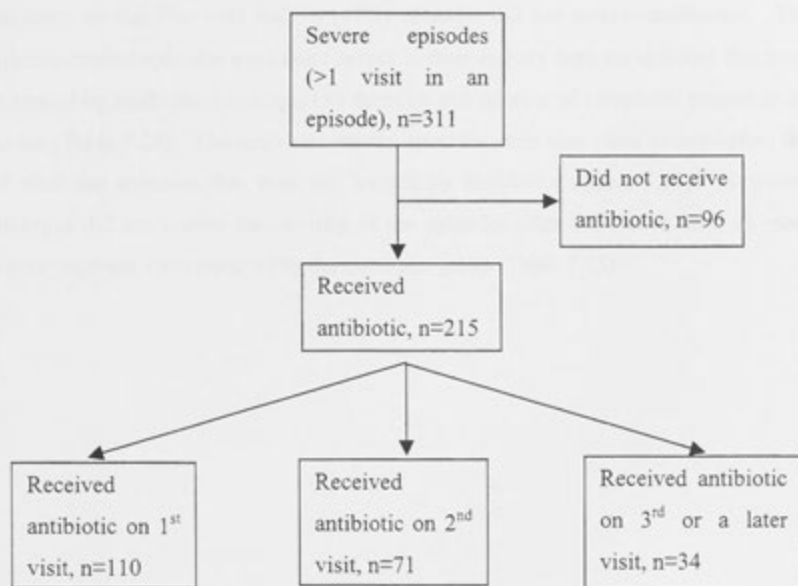 Severe episodes
(>1 visit in an
episode), n=311
Did not receive
antibiotic, n=96
Received
antibiotic, n=215
Received
antibiotic on 1st
visit, n=110
Received
antibiotic on 2nd
visit, n=71
Received antibiotic
on 3rd or a later
visit, n=34